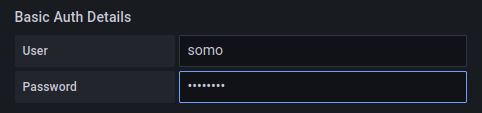 Basic Auth Details
User somo
Password ••••••••